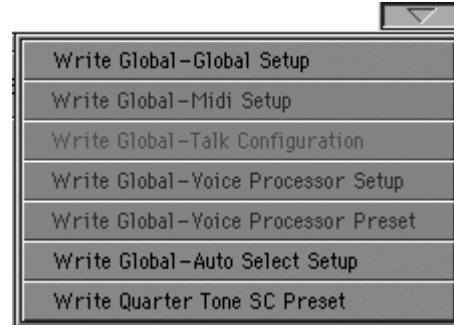 Write Global-Global Setup
Write Global-Midi Setup
Write Global-Talk Configuration
Write Global-Voice Processor Setup
Write Global-Voice Processor Preset
Write Global-Auto Select Setup
Write Quarter Tone SC Preset